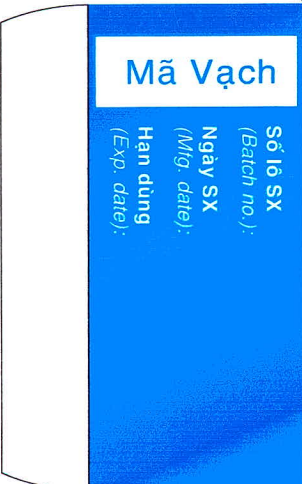 Mã Vạch
Số lô SX
(Batch no.):
Ngày SX
(Mfg. date):
Hạn dùng
(Exp. date):